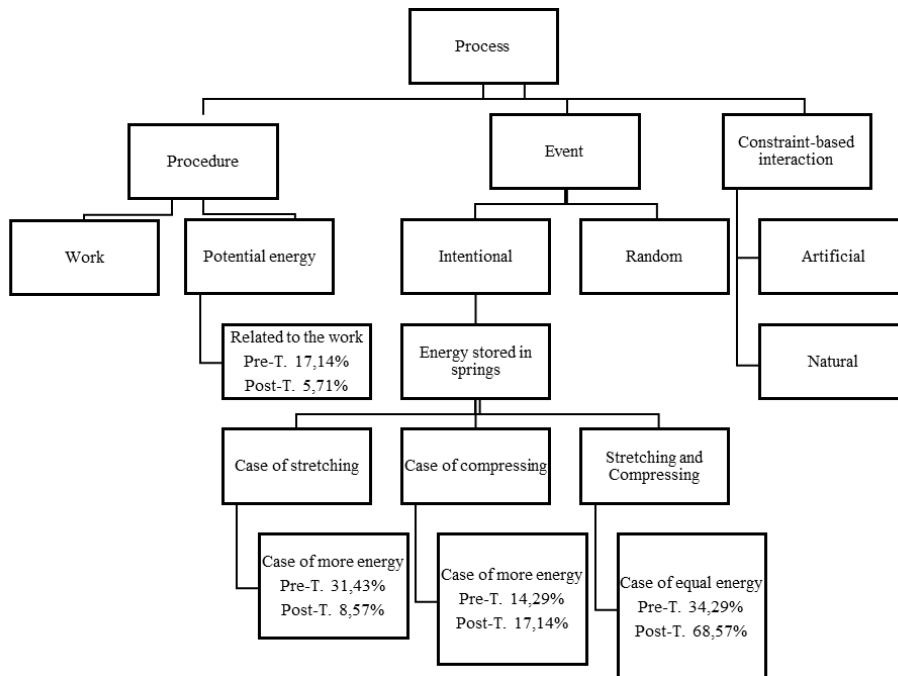 Process
Procedure
Event
Constraint-based
interaction
Work
Potential energy
Intentional
Random
Artificial
Related to the work
Pre-T. 17,14%
Post-T. 5,71%
Energy stored in
springs
Natural
Case of stretching
Case of compressing
Stretching and
Compressing
Case of more energy
Pre-T. 31,43%
Post-T. 8,57%
Case of more energy
Pre-T. 14,29%
Post-T. 17,14%
Case of equal energy
Pre-T. 34,29%
Post-T. 68,57%